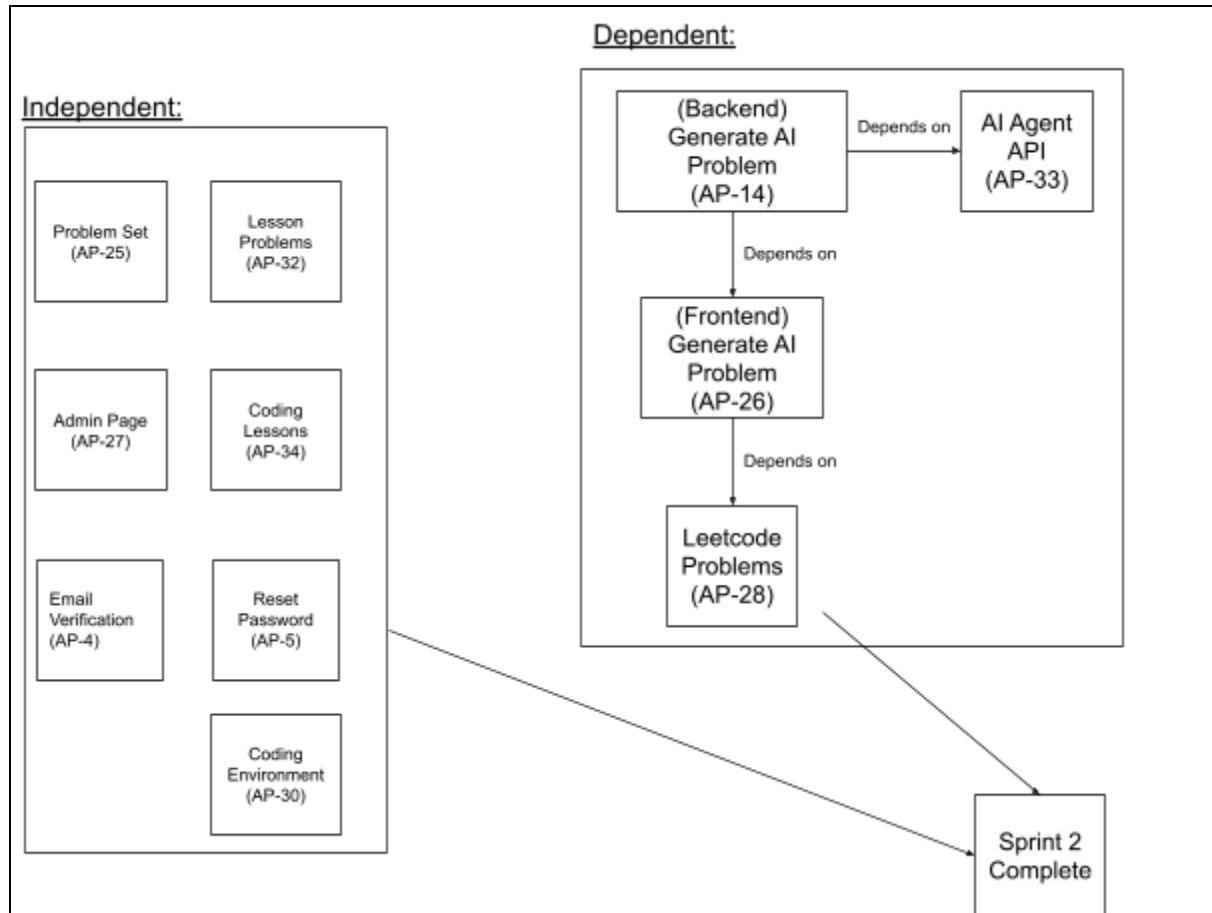 Dependent:
Independent:
(Backend)
Generate AI
Problem
(AP-14)
Depends on
AI Agent
API
(AP-33)
Problem Set
(AP-25)
Lesson
Problems
(AP-32)
Depends on
(Frontend)
Generate AI
Problem
(AP-26)
Admin Page
(AP-27)
Coding
Lessons
(AP-34)
Depends on
Leetcode
Problems
(AP-28)
Email
Verification
(AP-4)
Reset
Password
(AP-5)
Coding
Environment
(AP-30)
Sprint 2
Complete